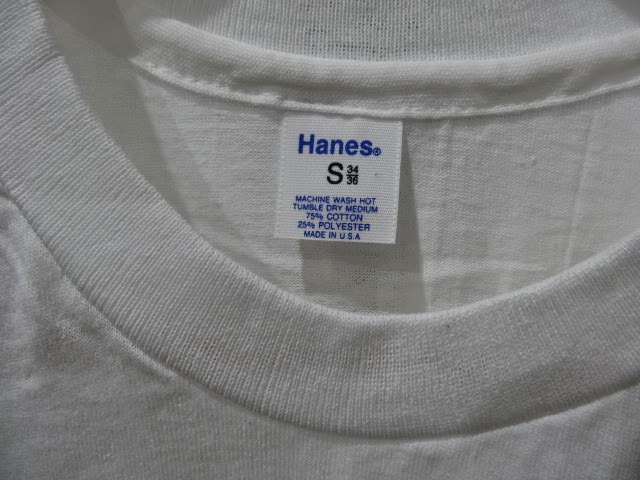 Hanes®
S 34/36
MACHINE WASH HOT
TUMBLE DRY MEDIUM
75% COTTON
25% POLYESTER
MADE IN U.S.A